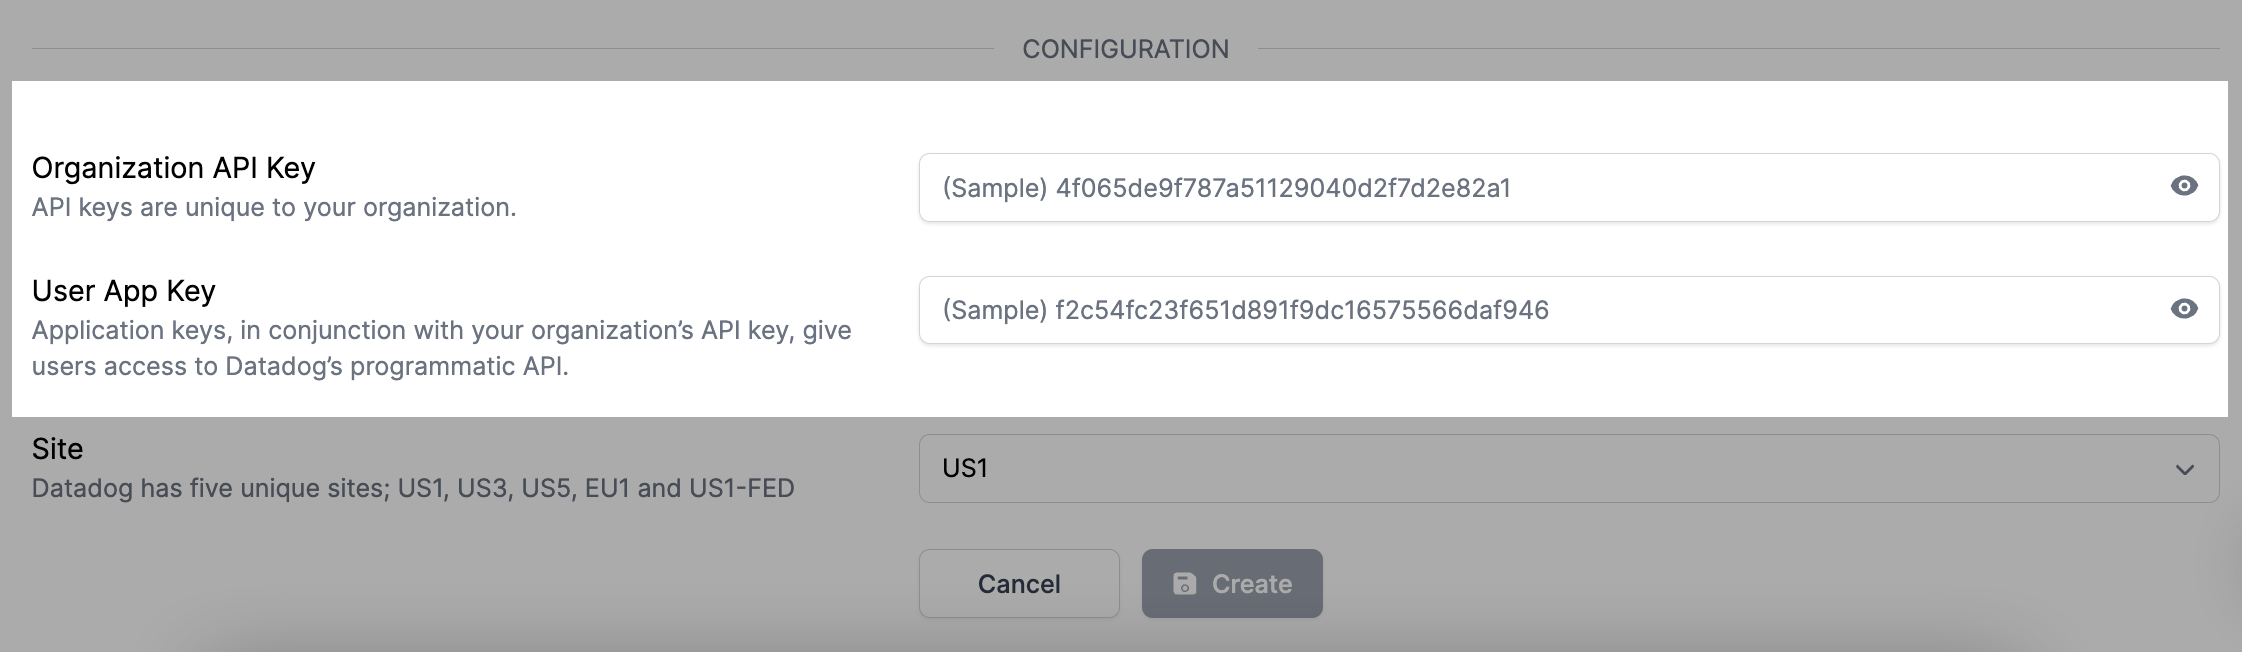 CONFIGURATION
Organization API Key
API keys are unique to your organization.
(Sample) 4f065de9f787a51129040d2f7d2e82a1
User App Key
Application keys, in conjunction with your organization’s API key, give
users access to Datadog’s programmatic API.
(Sample) f2c54fc23f651d891f9dc16575566daf946
Site
Datadog has five unique sites; US1, US3, US5, EU1 and US1-FED
US1
Cancel
Create